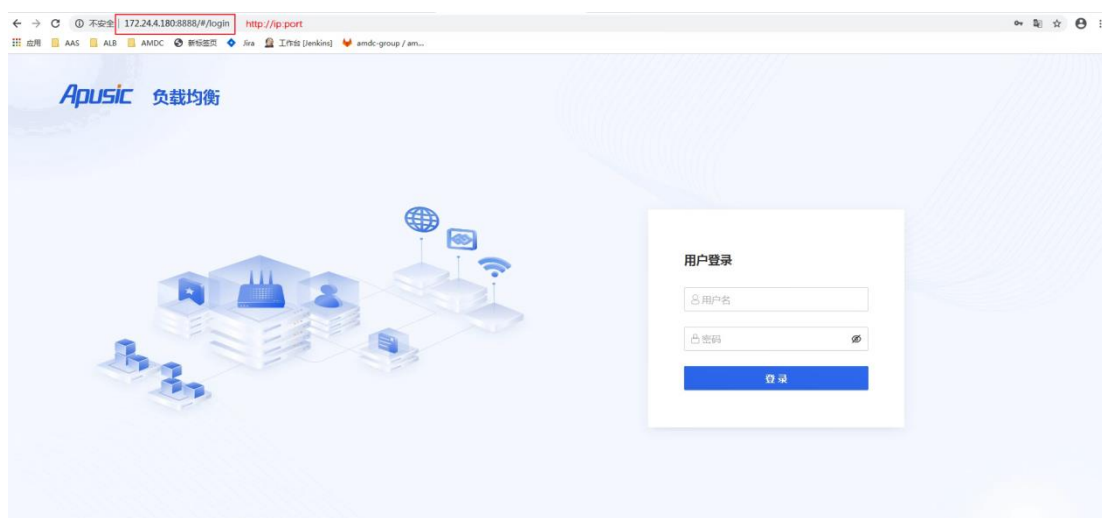 不安全 | 172.24.4.180:8888/#/login http://ip:port
应用 AAS ALB AMDC 新标签页 Jira 工作台 [Jenkins] amdc-group / am...
Apusic 负载均衡
用户登录
用户名
密码
登录